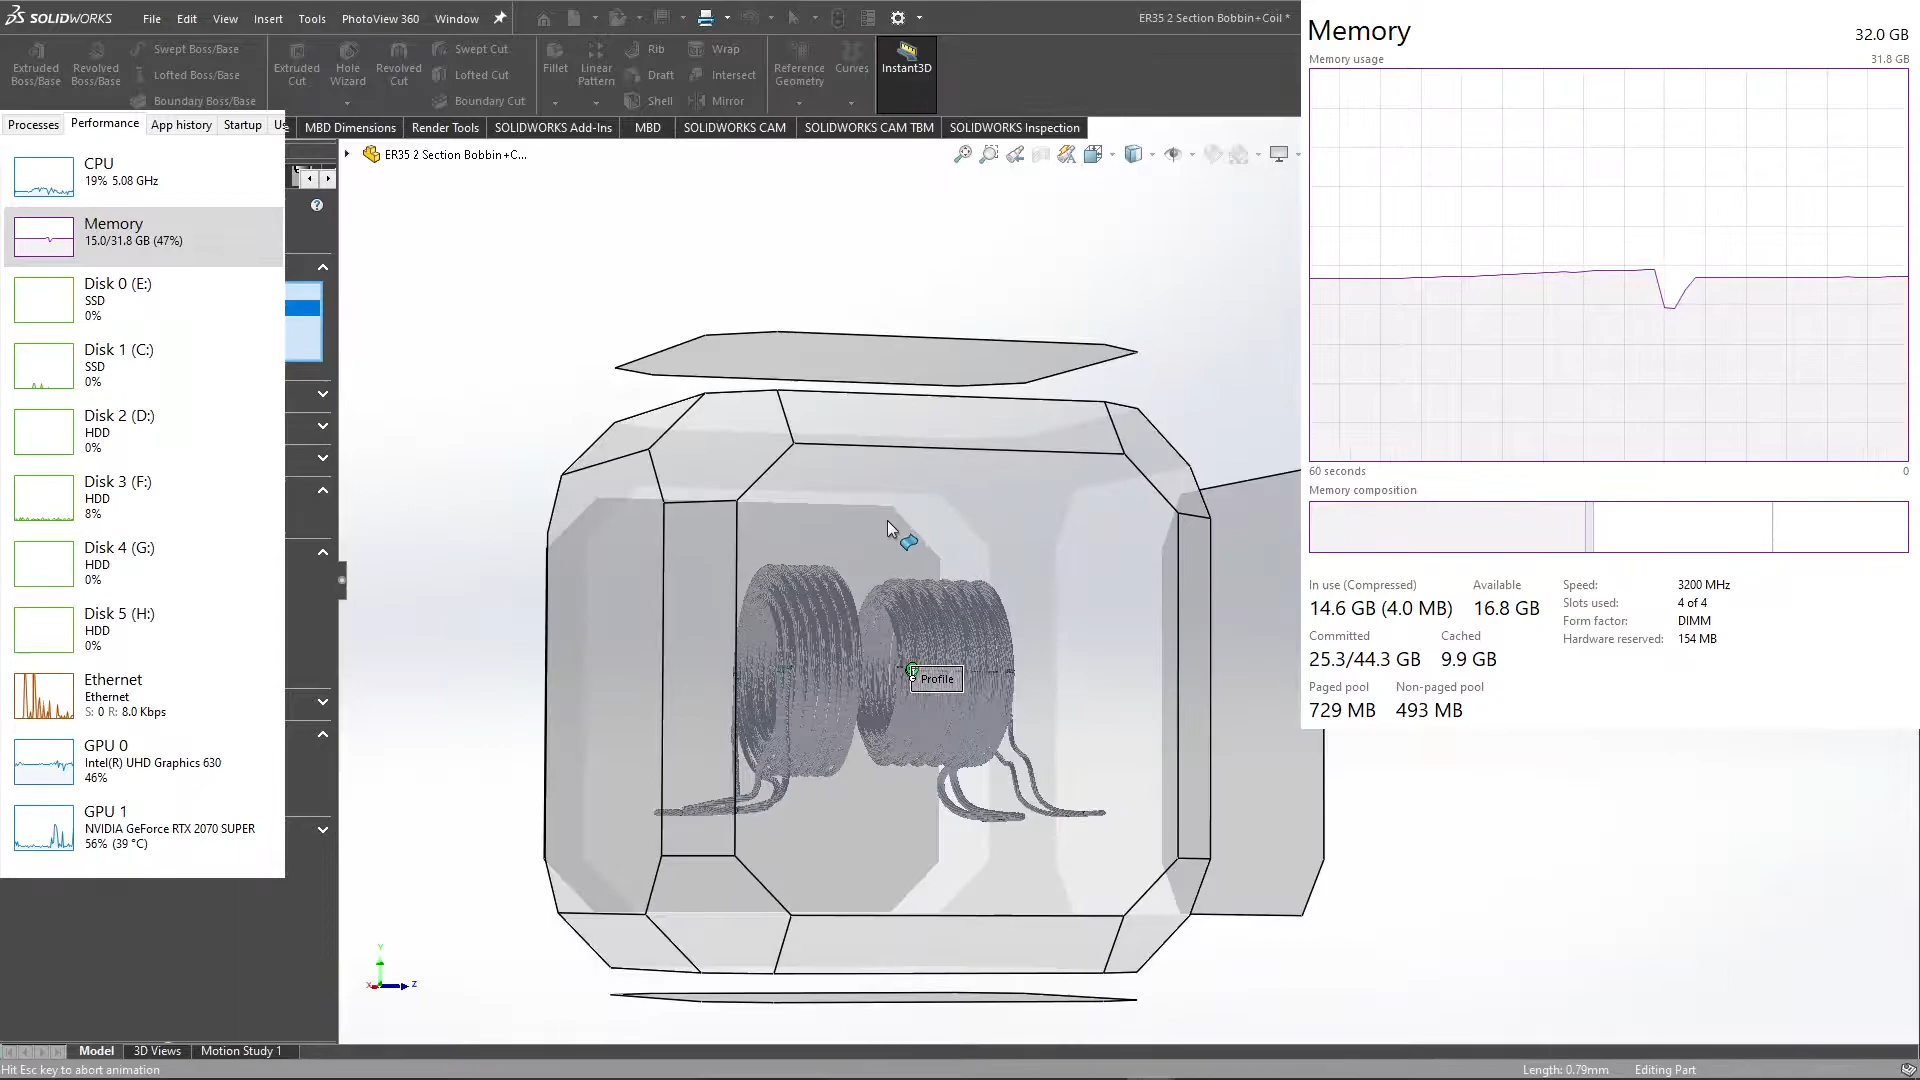 SOLIDWORKS
File Edit View Insert Tools PhotoView 360 Window
ER35 2 Section Bobbin+Coil *
Extruded Boss/Base
Revolved Boss/Base
Swept Boss/Base
Lofted Boss/Base
Boundary Boss/Base
Extruded Cut
Hole Wizard
Revolved Cut
Swept Cut
Lofted Cut
Boundary Cut
Fillet
Linear Pattern
Rib
Draft
Shell
Wrap
Intersect
Mirror
Reference Geometry
Curves
Instant3D
Processes Performance App history Startup Us
MBD Dimensions Render Tools SOLIDWORKS Add-Ins MBD SOLIDWORKS CAM SOLIDWORKS CAM TBM SOLIDWORKS Inspection
ER35 2 Section Bobbin+C...
CPU
19% 5.08 GHz
Memory
15.0/31.8 GB (47%)
Disk 0 (E:)
SSD
0%
Disk 1 (C:)
SSD
0%
Disk 2 (D:)
HDD
0%
Disk 3 (F:)
HDD
8%
Disk 4 (G:)
HDD
0%
Disk 5 (H:)
HDD
0%
Ethernet
Ethernet
S: 0 R: 8.0 Kbps
GPU 0
Intel(R) UHD Graphics 630
46%
GPU 1
NVIDIA GeForce RTX 2070 SUPER
56% (39 °C)
Profile
Y
X
Z
Memory
32.0 GB
Memory usage
31.8 GB
60 seconds
0
Memory composition
In use (Compressed)
14.6 GB (4.0 MB)
Available
16.8 GB
Committed
25.3/44.3 GB
Cached
9.9 GB
Paged pool
729 MB
Non-paged pool
493 MB
Speed: 3200 MHz
Slots used: 4 of 4
Form factor: DIMM
Hardware reserved: 154 MB
Model 3D Views Motion Study 1
Hit Esc key to abort animation
Length: 0.79mm
Editing Part